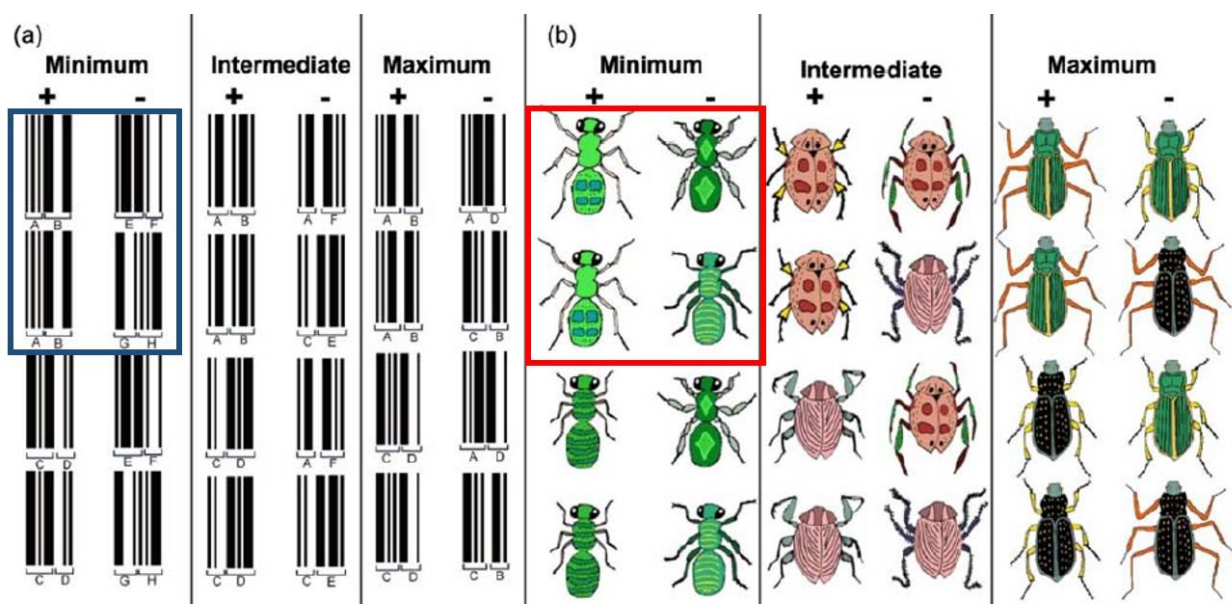 (a)
Minimum Intermediate Maximum
+ - + - + -
A B E F A B A F A B A D
A B G H A B C E A B C B
C D E F C D A F C D A D
C D G H C D C E C D C B
(b)
Minimum Intermediate Maximum
+ - + - + -